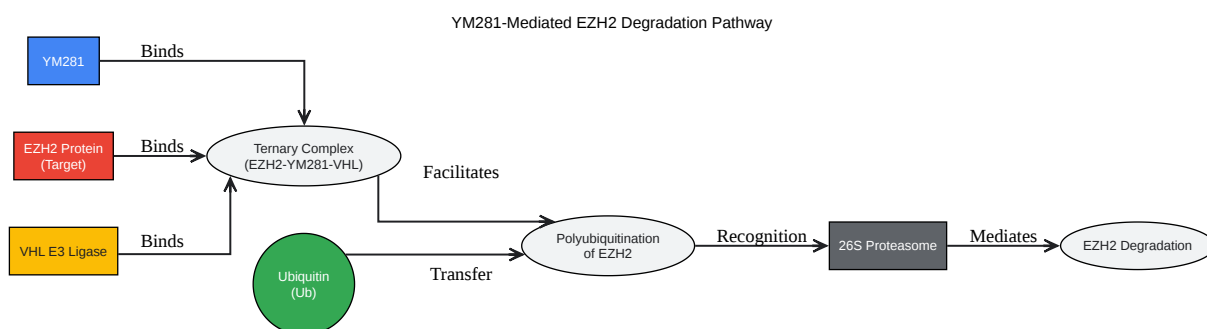 YM281-Mediated EZH2 Degradation Pathway
YM281
Binds
EZH2 Protein
(Target)
Binds
Ternary Complex
(EZH2-YM281-VHL)
Facilitates
VHL E3 Ligase
Binds
Ubiquitin
(Ub)
Transfer
Polyubiquitination
of EZH2
Recognition
26S Proteasome
Mediates
EZH2 Degradation